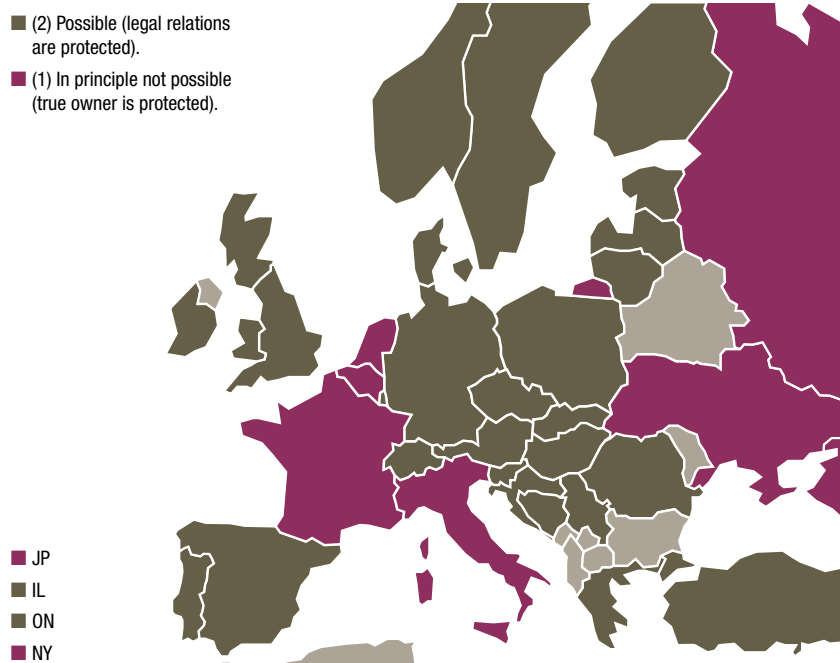 (2) Possible (legal relations
are protected).
(1) In principle not possible
(true owner is protected).
JP
IL
ON
NY